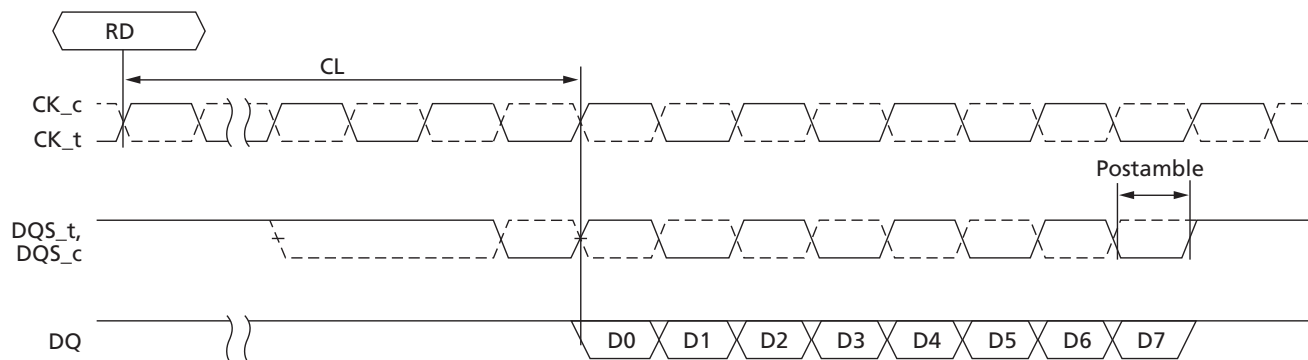 RD
CL
CK_c
CK_t
Postamble
DQS_t,
DQS_c
DQ
D0 D1 D2 D3 D4 D5 D6 D7